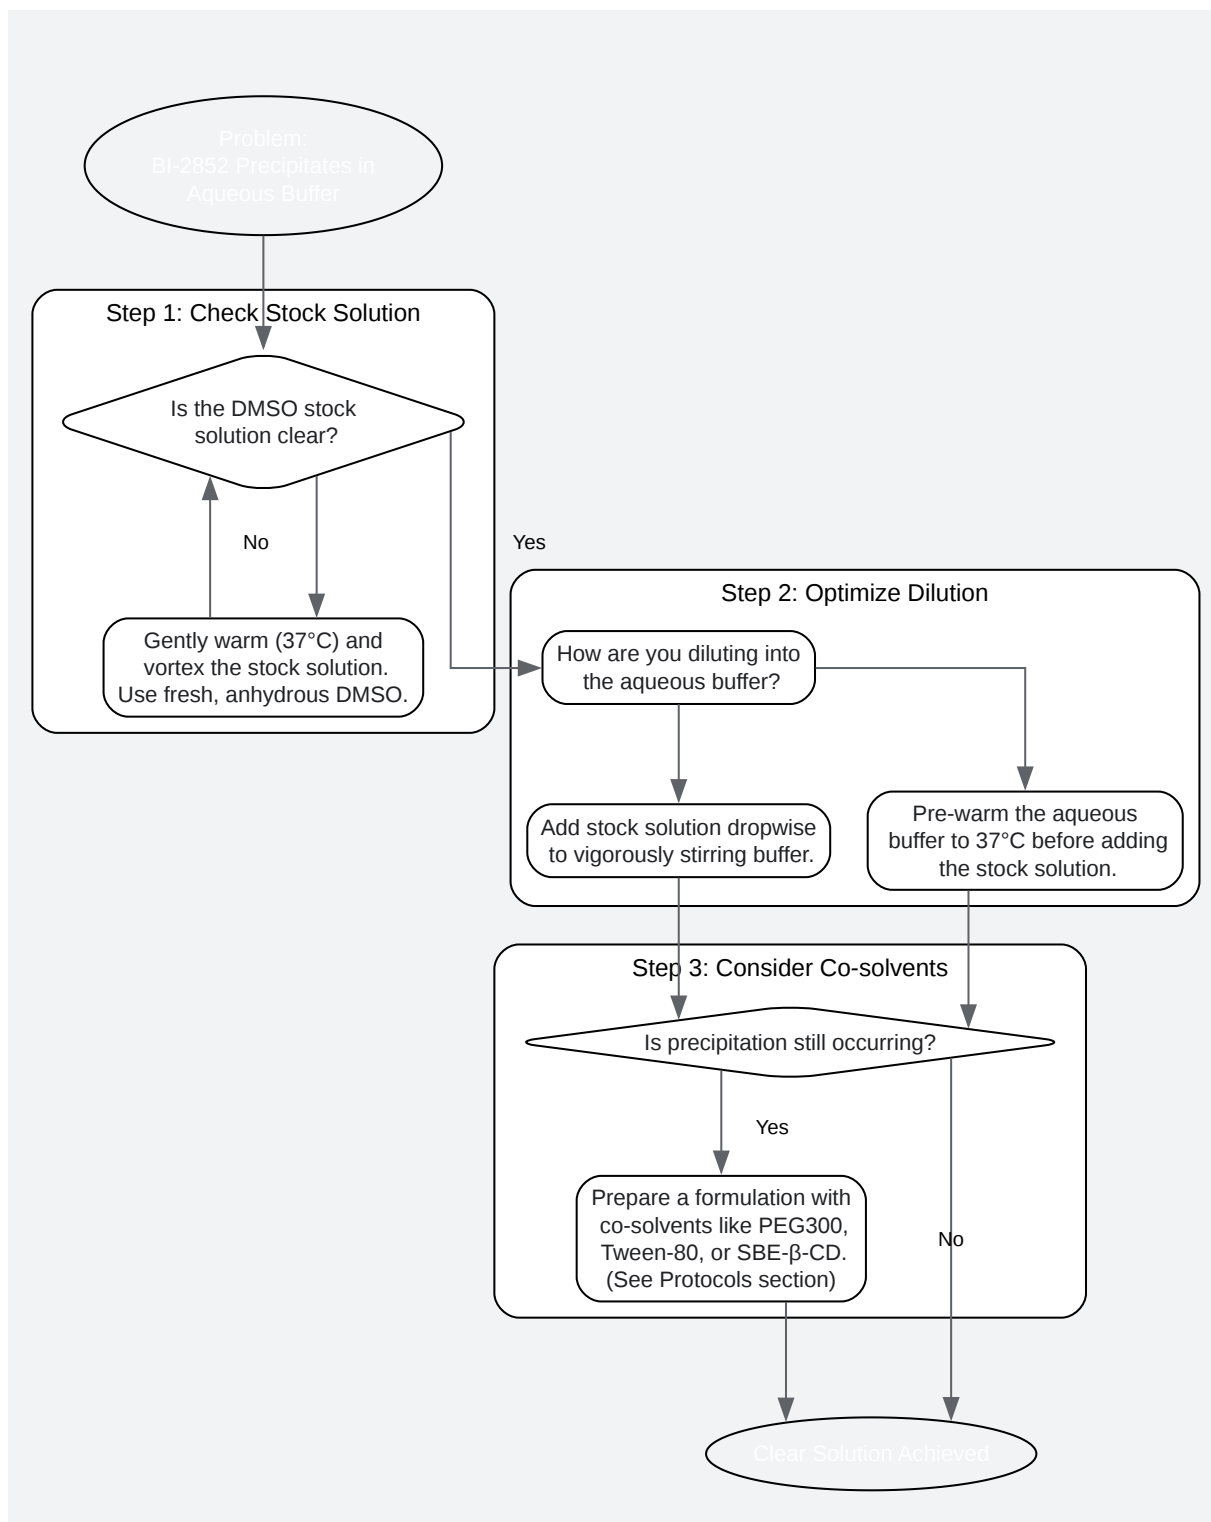 Problem:
BI-2852 Precipitates in
Aqueous Buffer
Step 1: Check Stock Solution
Is the DMSO stock
solution clear?
No
Yes
Gently warm (37°C) and
vortex the stock solution.
Use fresh, anhydrous DMSO.
Step 2: Optimize Dilution
How are you diluting into
the aqueous buffer?
Add stock solution dropwise
to vigorously stirring buffer.
Pre-warm the aqueous
buffer to 37°C before adding
the stock solution.
Step 3: Consider Co-solvents
Is precipitation still occurring?
Yes
Prepare a formulation with
co-solvents like PEG300,
Tween-80, or SBE-β-CD.
(See Protocols section)
No
Clear Solution Achieved